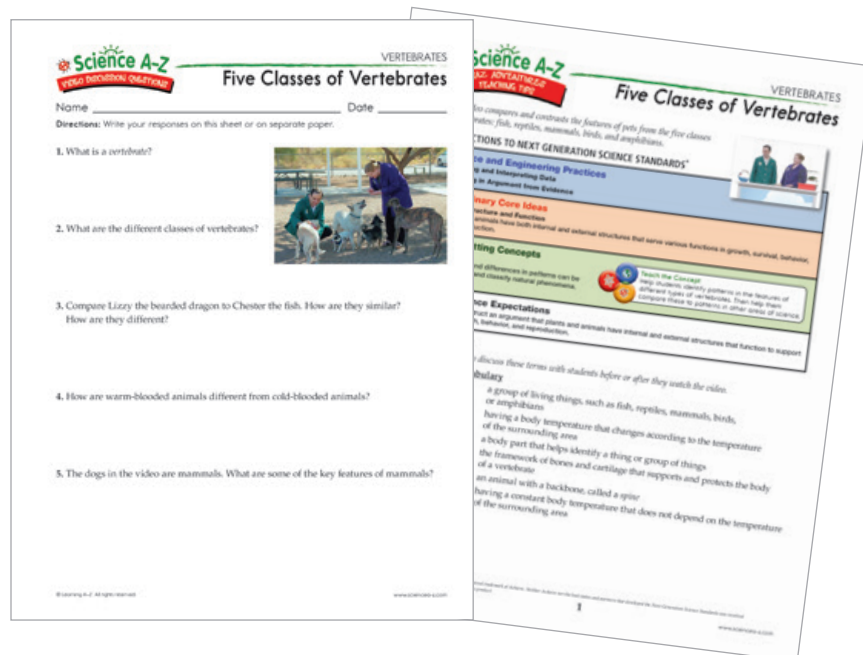 Science A-Z
VIDEO DISCUSSION QUESTIONS
VERTEBRATES
Five Classes of Vertebrates
Name Date
Directions: Write your responses on this sheet or on separate paper.
1. What is a vertebrate?
2. What are the different classes of vertebrates?
3. Compare Lizzy the bearded dragon to Chester the fish. How are they similar?
How are they different?
4. How are warm-blooded animals different from cold-blooded animals?
5. The dogs in the video are mammals. What are some of the key features of mammals?
© Learning A–Z All rights reserved.
www.sciencea-z.com
Science A-Z
TEACHING TIPS
VERTEBRATES
Five Classes of Vertebrates
compares and contrasts the features of pets from the five classes
fish, reptiles, mammals, birds, and amphibians.
TO NEXT GENERATION SCIENCE STANDARDS*
and Engineering Practices
and Interpreting Data
in Argument from Evidence
Core Ideas
and Function
animals have both internal and external structures that serve various functions in growth, survival, behavior,
Concepts
and differences in patterns can be
and classify natural phenomena.
Teach the Concept
Help students identify patterns in the features of
different types of vertebrates. Then help them
compare these to patterns in other areas of science.
Expectations
an argument that plants and animals have internal and external structures that function to support
behavior, and reproduction.
discuss these terms with students before or after they watch the video.
a group of living things, such as fish, reptiles, mammals, birds,
or amphibians
having a body temperature that changes according to the temperature
of the surrounding area
a body part that helps identify a thing or group of things
the framework of bones and cartilage that supports and protects the body
of a vertebrate
an animal with a backbone, called a spine
having a constant body temperature that does not depend on the temperature
of the surrounding area
1
www.sciencea-z.com